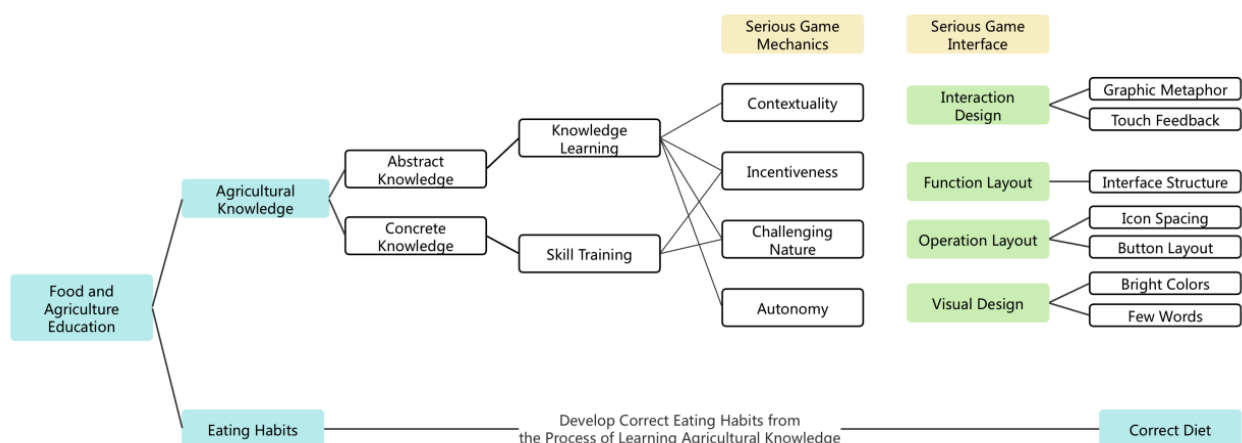 Serious Game
Mechanics
Serious Game
Interface
Contextuality
Interaction
Design
Graphic Metaphor
Touch Feedback
Knowledge
Learning
Abstract
Knowledge
Incentiveness
Function Layout
Interface Structure
Agricultural
Knowledge
Concrete
Knowledge
Skill Training
Challenging
Nature
Operation Layout
Icon Spacing
Button Layout
Food and
Agriculture
Education
Autonomy
Visual Design
Bright Colors
Few Words
Eating Habits
Develop Correct Eating Habits from
the Process of Learning Agricultural Knowledge
Correct Diet